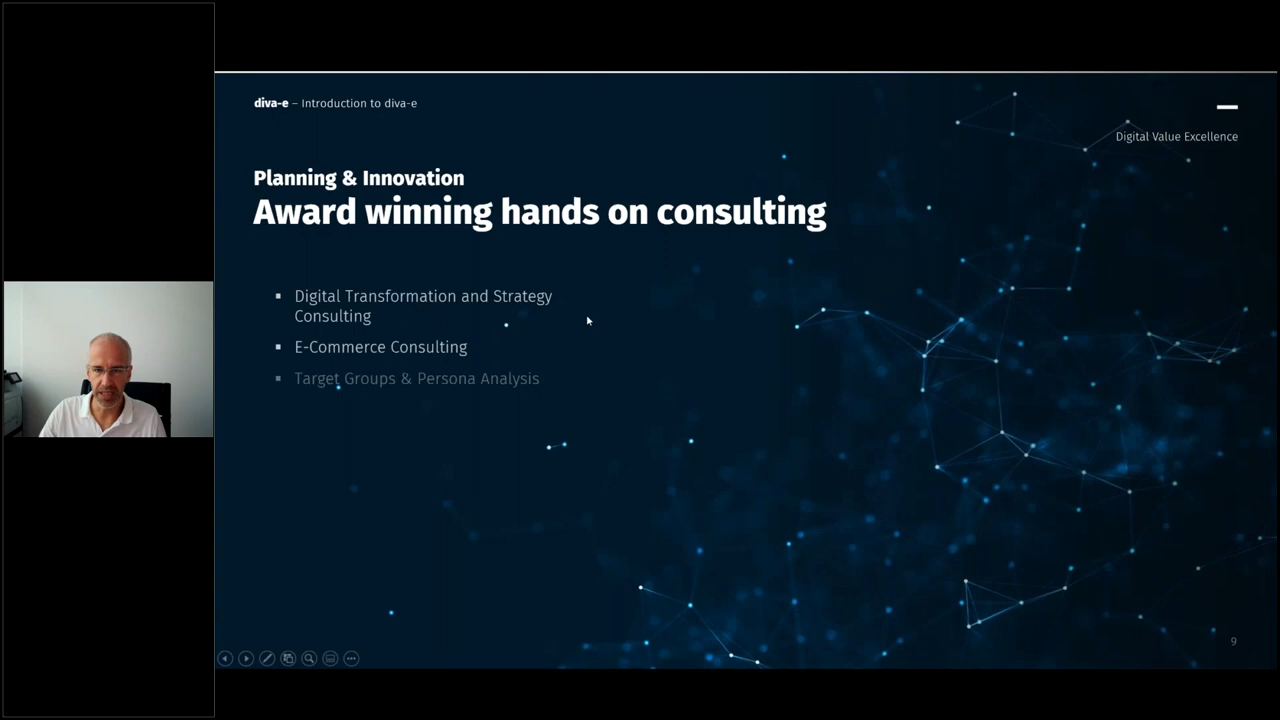 diva-e – Introduction to diva-e
Digital Value Excellence
Planning & Innovation
Award winning hands on consulting
▪ Digital Transformation and Strategy
Consulting
▪ E-Commerce Consulting
▪ Target Groups & Persona Analysis
9